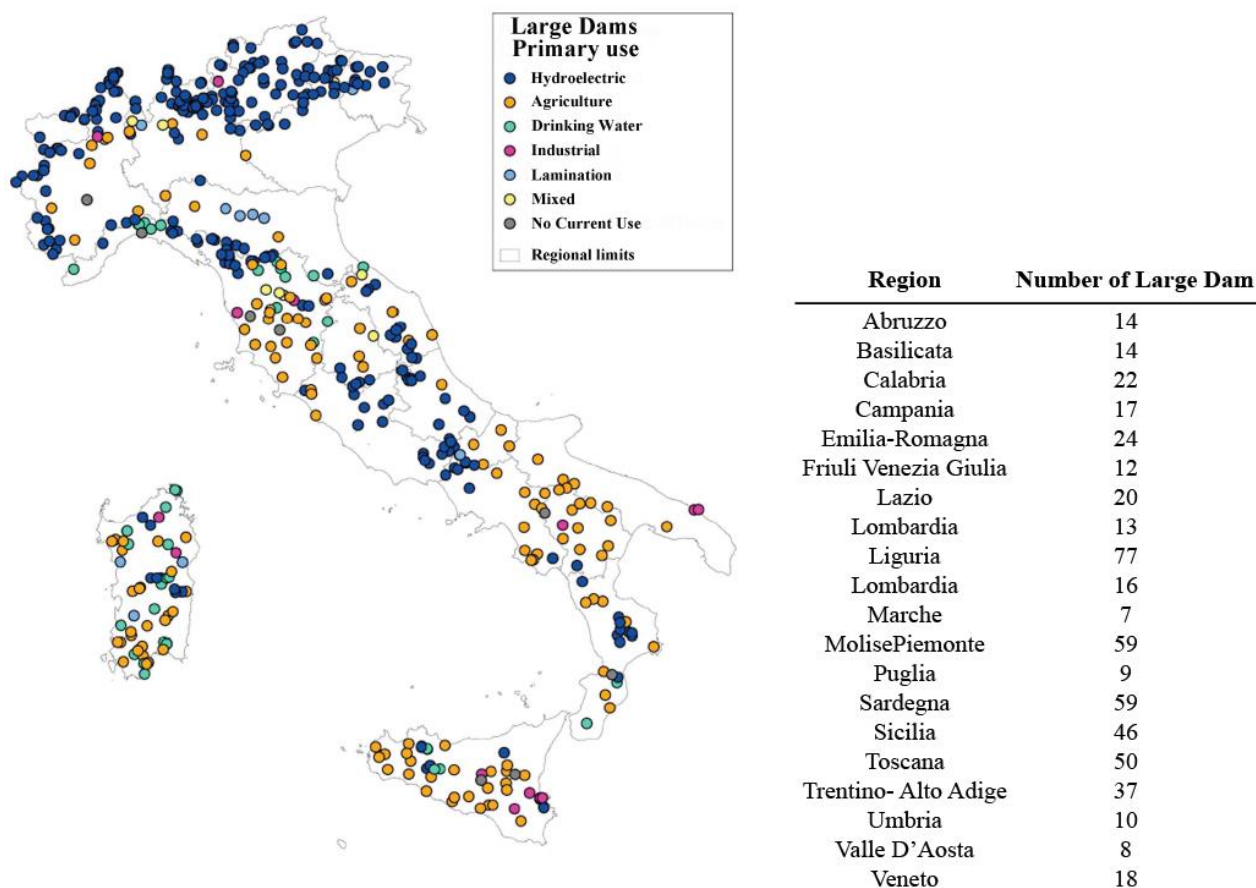 Large Dams
Primary use
Hydroelectric
Agriculture
Drinking Water
Industrial
Lamination
Mixed
No Current Use
Regional limits
Region Number of Large Dam
Abruzzo 14
Basilicata 14
Calabria 22
Campania 17
Emilia-Romagna 24
Friuli Venezia Giulia 12
Lazio 20
Lombardia 13
Liguria 77
Lombardia 16
Marche 7
MolisePiemonte 59
Puglia 9
Sardegna 59
Sicilia 46
Toscana 50
Trentino- Alto Adige 37
Umbria 10
Valle D’Aosta 8
Veneto 18